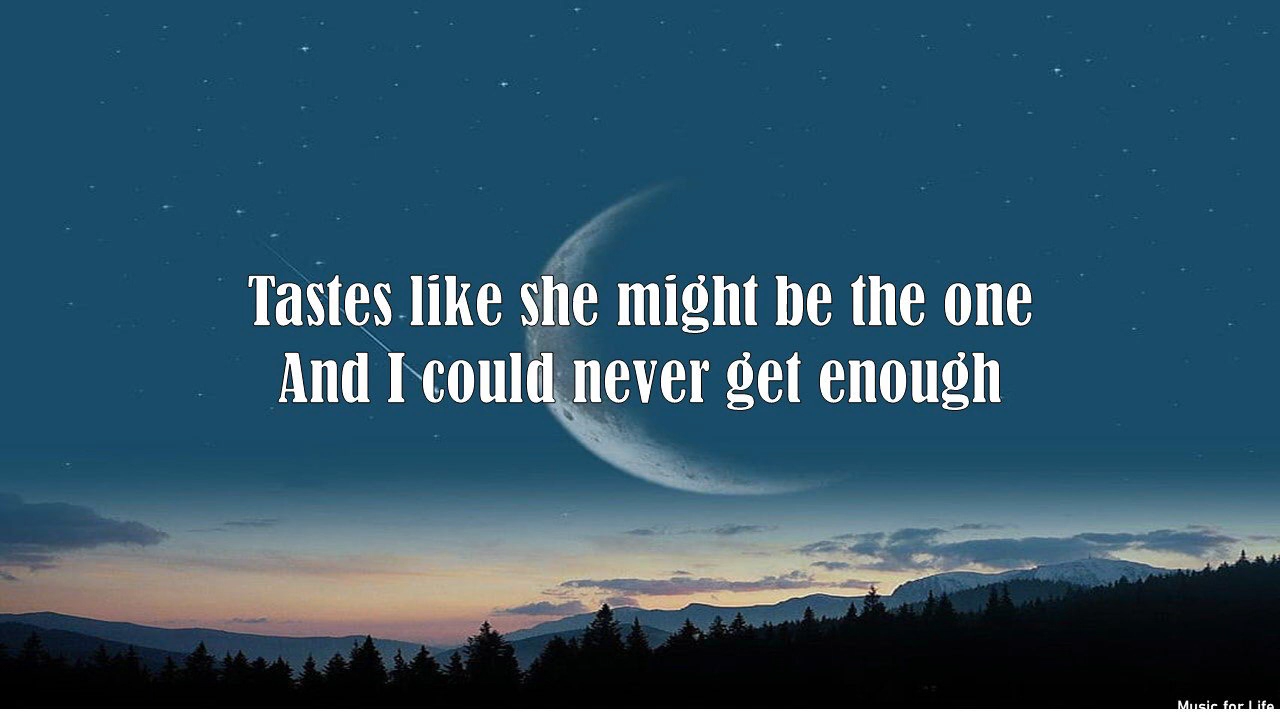 Tastes like she might be the one
And I could never get enough
Music for Life